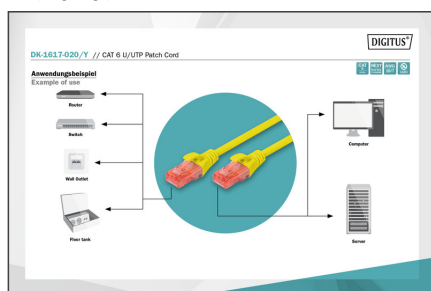 DIGITUS®
DK-1617-020/Y // CAT 6 U/UTP Patch Cord
Anwendungsbeispiel
Example of use
Router
Switch
Wall Outlet
Floor tank
Computer
Server